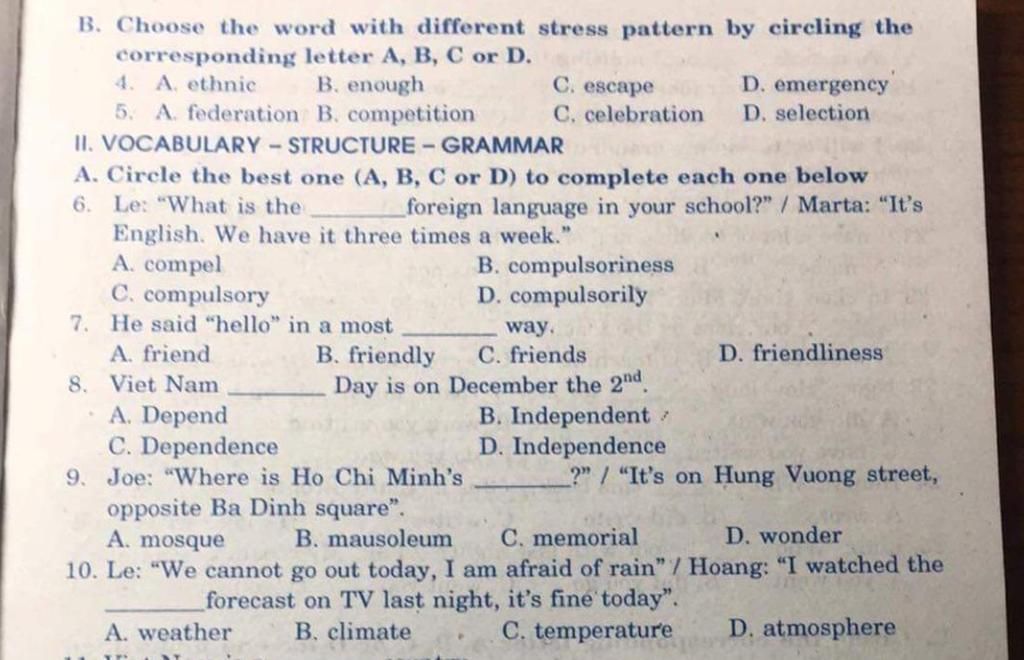 B. Choose the word with different stress pattern by circling the
corresponding letter A, B, C or D.
4. A. ethnic B. enough C. escape D. emergency
5. A. federation B. competition C. celebration D. selection
II. VOCABULARY – STRUCTURE – GRAMMAR
A. Circle the best one (A, B, C or D) to complete each one below
6. Le: “What is the ________foreign language in your school?” / Marta: “It’s
English. We have it three times a week.”
A. compel B. compulsoriness
C. compulsory D. compulsorily
7. He said “hello” in a most ________ way.
A. friend B. friendly C. friends D. friendliness
8. Viet Nam ________ Day is on December the 2nd.
A. Depend B. Independent
C. Dependence D. Independence
9. Joe: “Where is Ho Chi Minh’s ________?” / “It’s on Hung Vuong street,
opposite Ba Dinh square”.
A. mosque B. mausoleum C. memorial D. wonder
10. Le: “We cannot go out today, I am afraid of rain” / Hoang: “I watched the
________forecast on TV last night, it’s fine today”.
A. weather B. climate C. temperature D. atmosphere